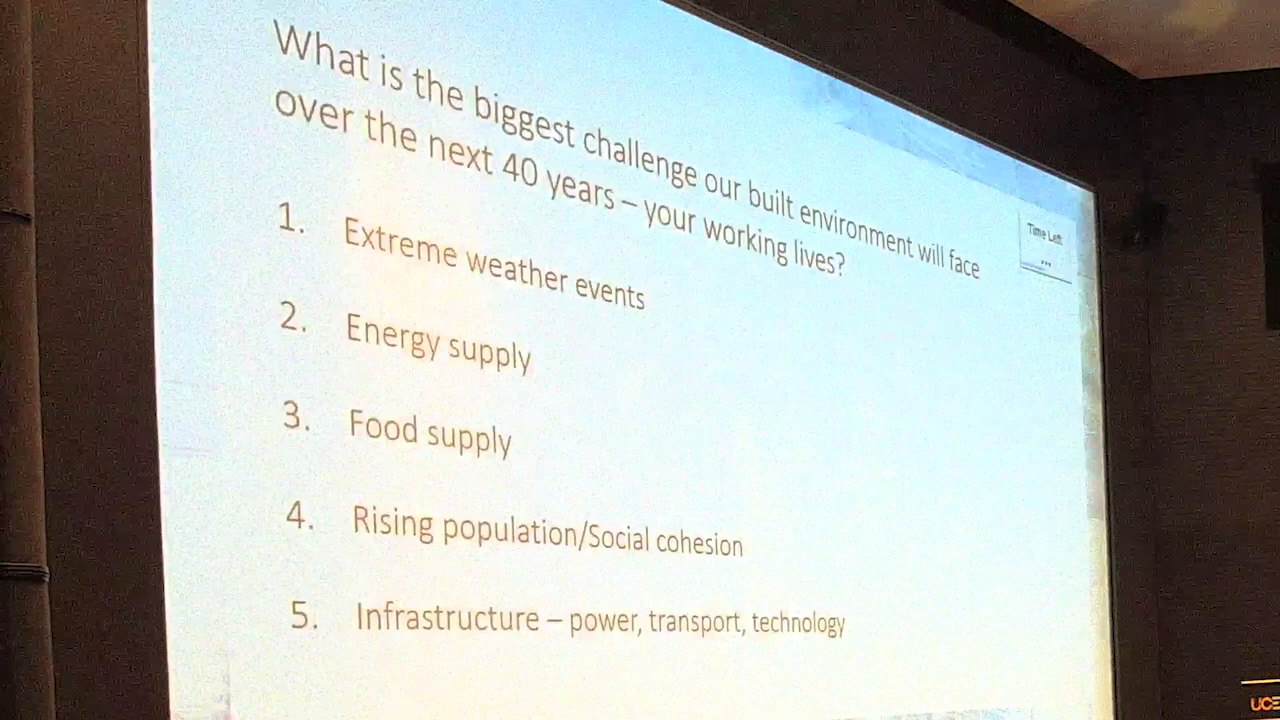 What is the biggest challenge our built environment will face
over the next 40 years – your working lives?
Time Left
...
1. Extreme weather events
2. Energy supply
3. Food supply
4. Rising population/Social cohesion
5. Infrastructure – power, transport, technology